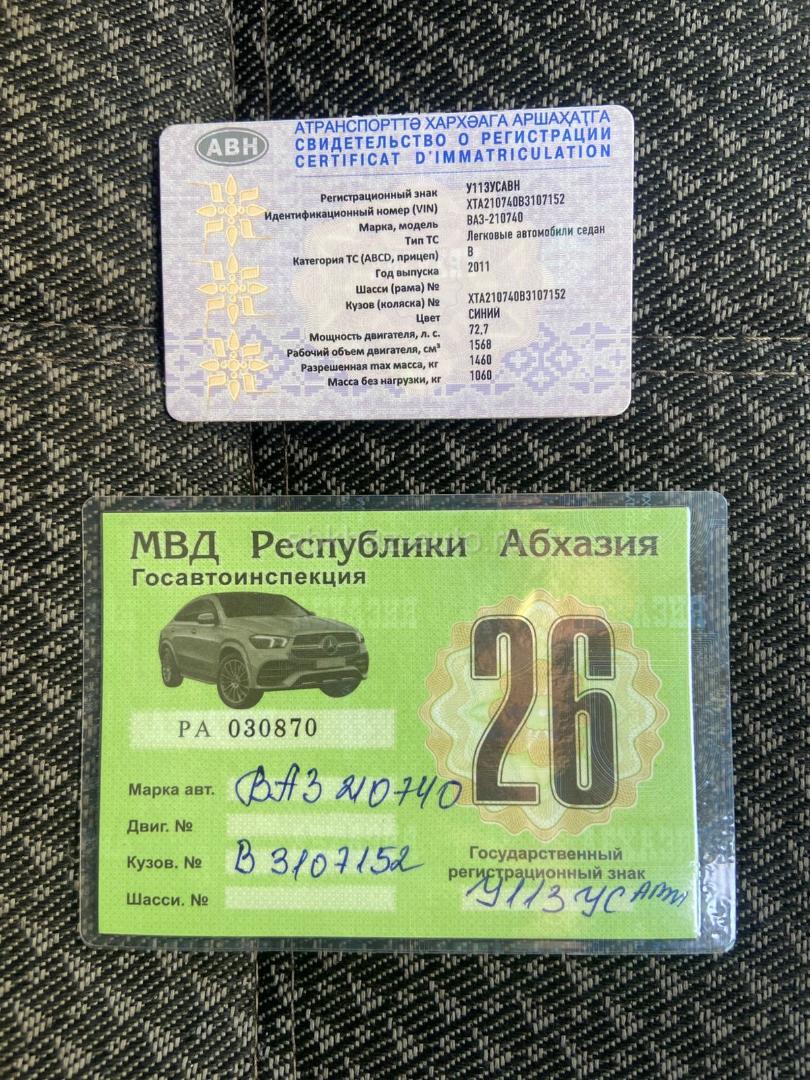 АВН
АТРАНСПОРТТӘ ХАРХӘАГА АРШАҲАҬГА
СВИДЕТЕЛЬСТВО О РЕГИСТРАЦИИ
CERTIFICAT D'IMMATRICULATION
Регистрационный знак У113УСАВН
Идентификационный номер (VIN) XTA210740B3107152
Марка, модель ВАЗ-210740
Тип ТС Легковые автомобили седан
Категория ТС (ABCD, прицеп) B
Год выпуска 2011
Шасси (рама) №
Кузов (коляска) № XTA210740B3107152
Цвет СИНИИ
Мощность двигателя, л. с. 72,7
Рабочий объем двигателя, см³ 1568
Разрешенная max масса, кг 1460
Масса без нагрузки, кг 1060
МВД Республики Абхазия
Госавтоинспекция
РА 030870
26
Марка авт. ВАЗ 210740
Двиг. №
Кузов. № В 3107152
Шасси. №
Государственный
регистрационный знак
У113 УС